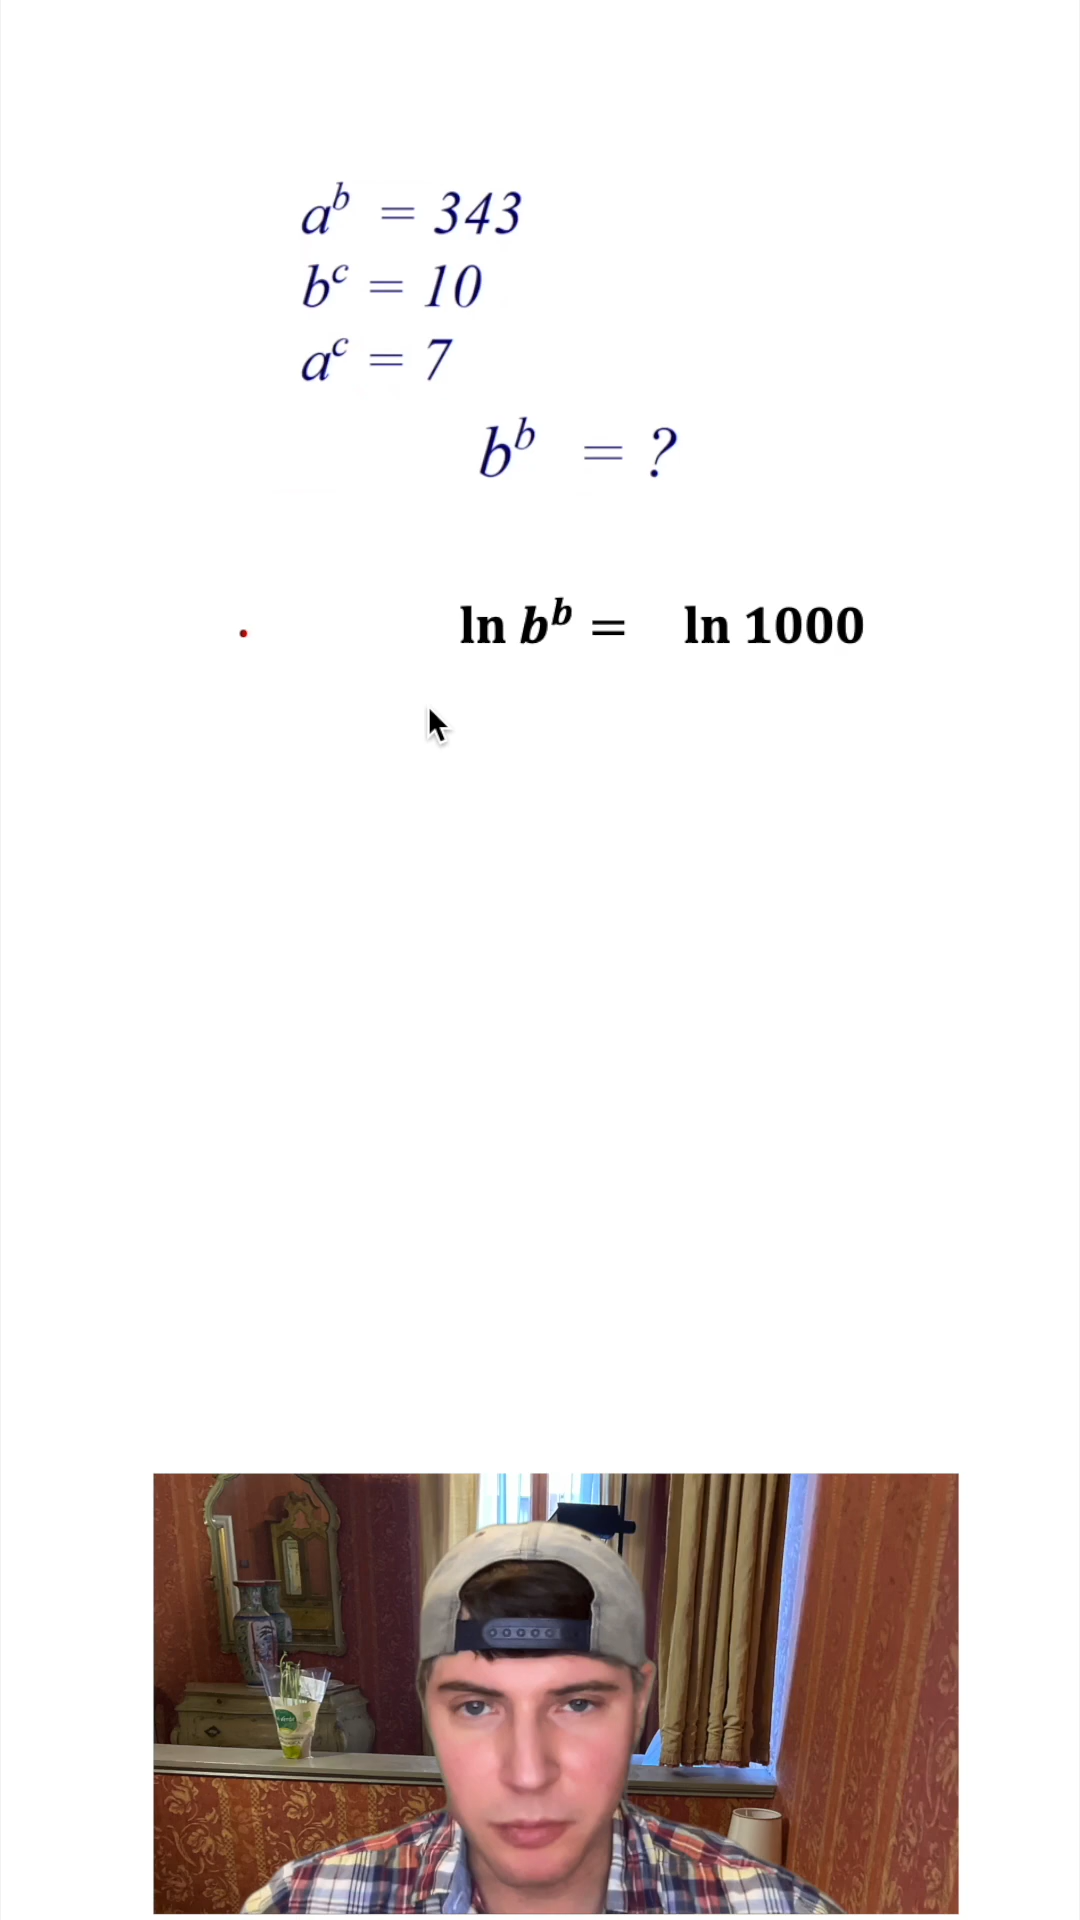 a^b = 343
b^c = 10
a^c = 7
b^b = ?
ln b^b = ln 1000